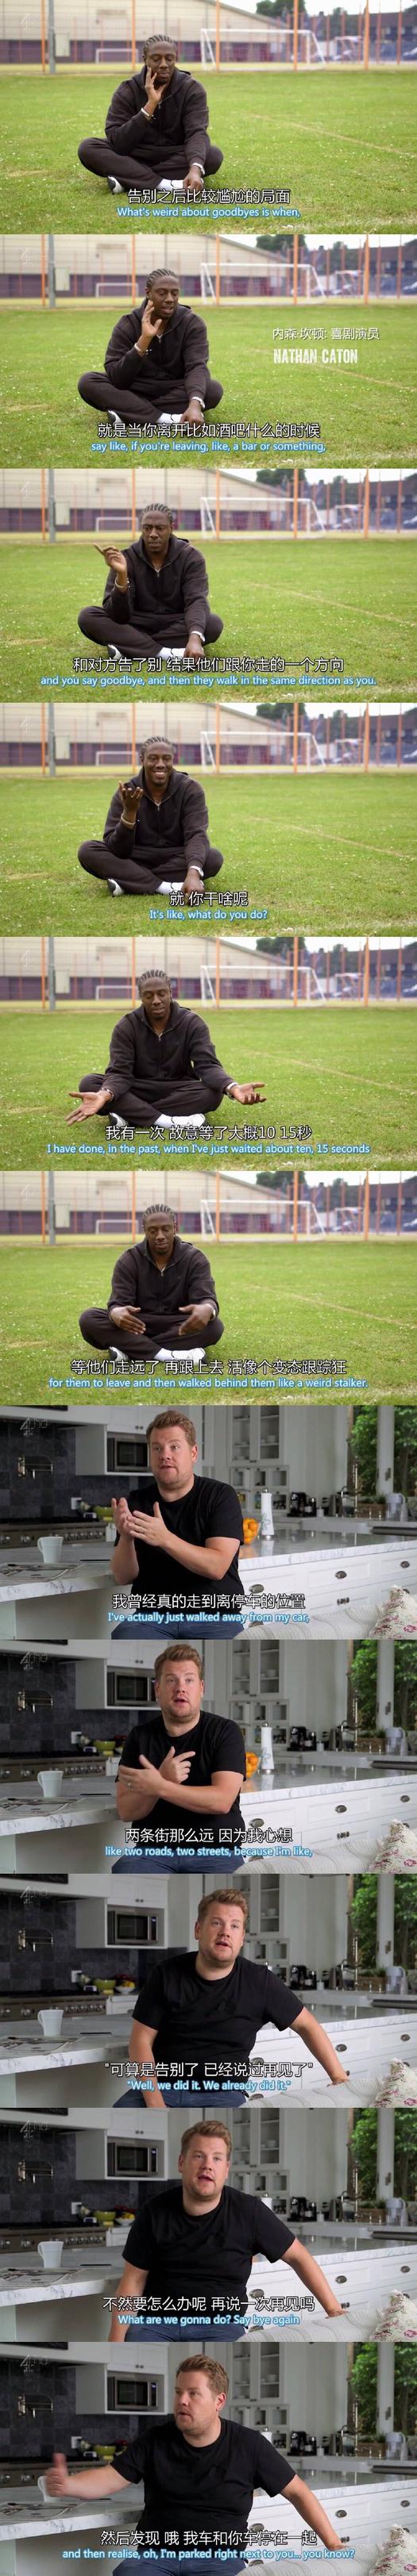 告别之后比较尴尬的局面
What's weird about goodbyes is when,
内森·坎顿: 喜剧演员
NATHAN CATON
就是当你离开比如酒吧什么的时候
say like, if you're leaving, like, a bar or something,
和对方告了别 结果他们跟你走的一个方向
and you say goodbye, and then they walk in the same direction as you.
就 你干啥呢
It's like, what do you do?
我有一次 故意等了大概10 15秒
I have done, in the past, when I've just waited about ten, 15 seconds
等他们走远了 再跟上去 活像个变态跟踪狂
for them to leave and then walked behind them like a weird stalker.
我曾经真的走到离停车的位置
I've actually just walked away from my car,
两条街那么远 因为我心想
like two roads, two streets, because I'm like,
"可算是告别了 已经说过再见了"
"Well, we did it. We already did it."
不然要怎么办呢 再说一次再见吗
What are we gonna do? Say bye again
然后发现 哦 我车和你车停在一起
and then realise, oh, I'm parked right next to you... you know?